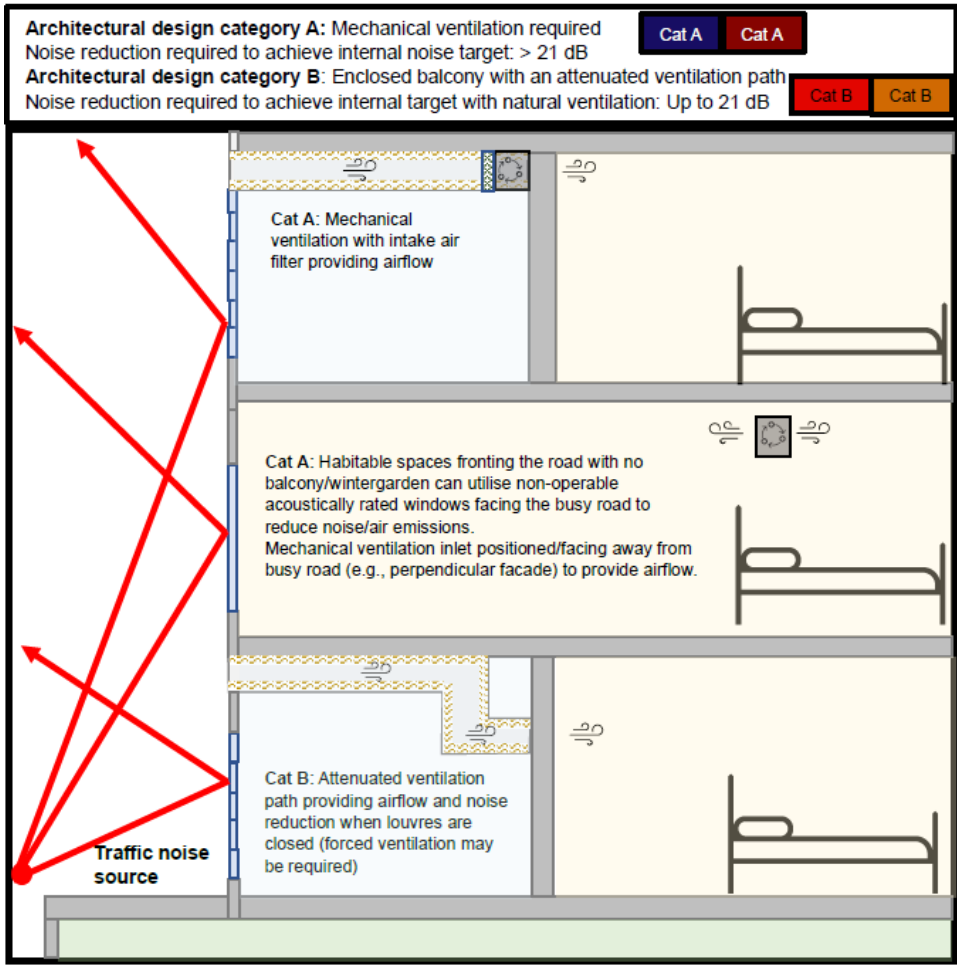 Architectural design category A: Mechanical ventilation required
Noise reduction required to achieve internal noise target: > 21 dB
Cat A
Cat A
Architectural design category B: Enclosed balcony with an attenuated ventilation path
Noise reduction required to achieve internal target with natural ventilation: Up to 21 dB
Cat B
Cat B
Cat A: Mechanical
ventilation with intake air
filter providing airflow
Cat A: Habitable spaces fronting the road with no
balcony/wintergarden can utilise non-operable
acoustically rated windows facing the busy road to
reduce noise/air emissions.
Mechanical ventilation inlet positioned/facing away from
busy road (e.g., perpendicular facade) to provide airflow.
Cat B: Attenuated ventilation
path providing airflow and noise
reduction when louvres are
closed (forced ventilation may
be required)
Traffic noise
source